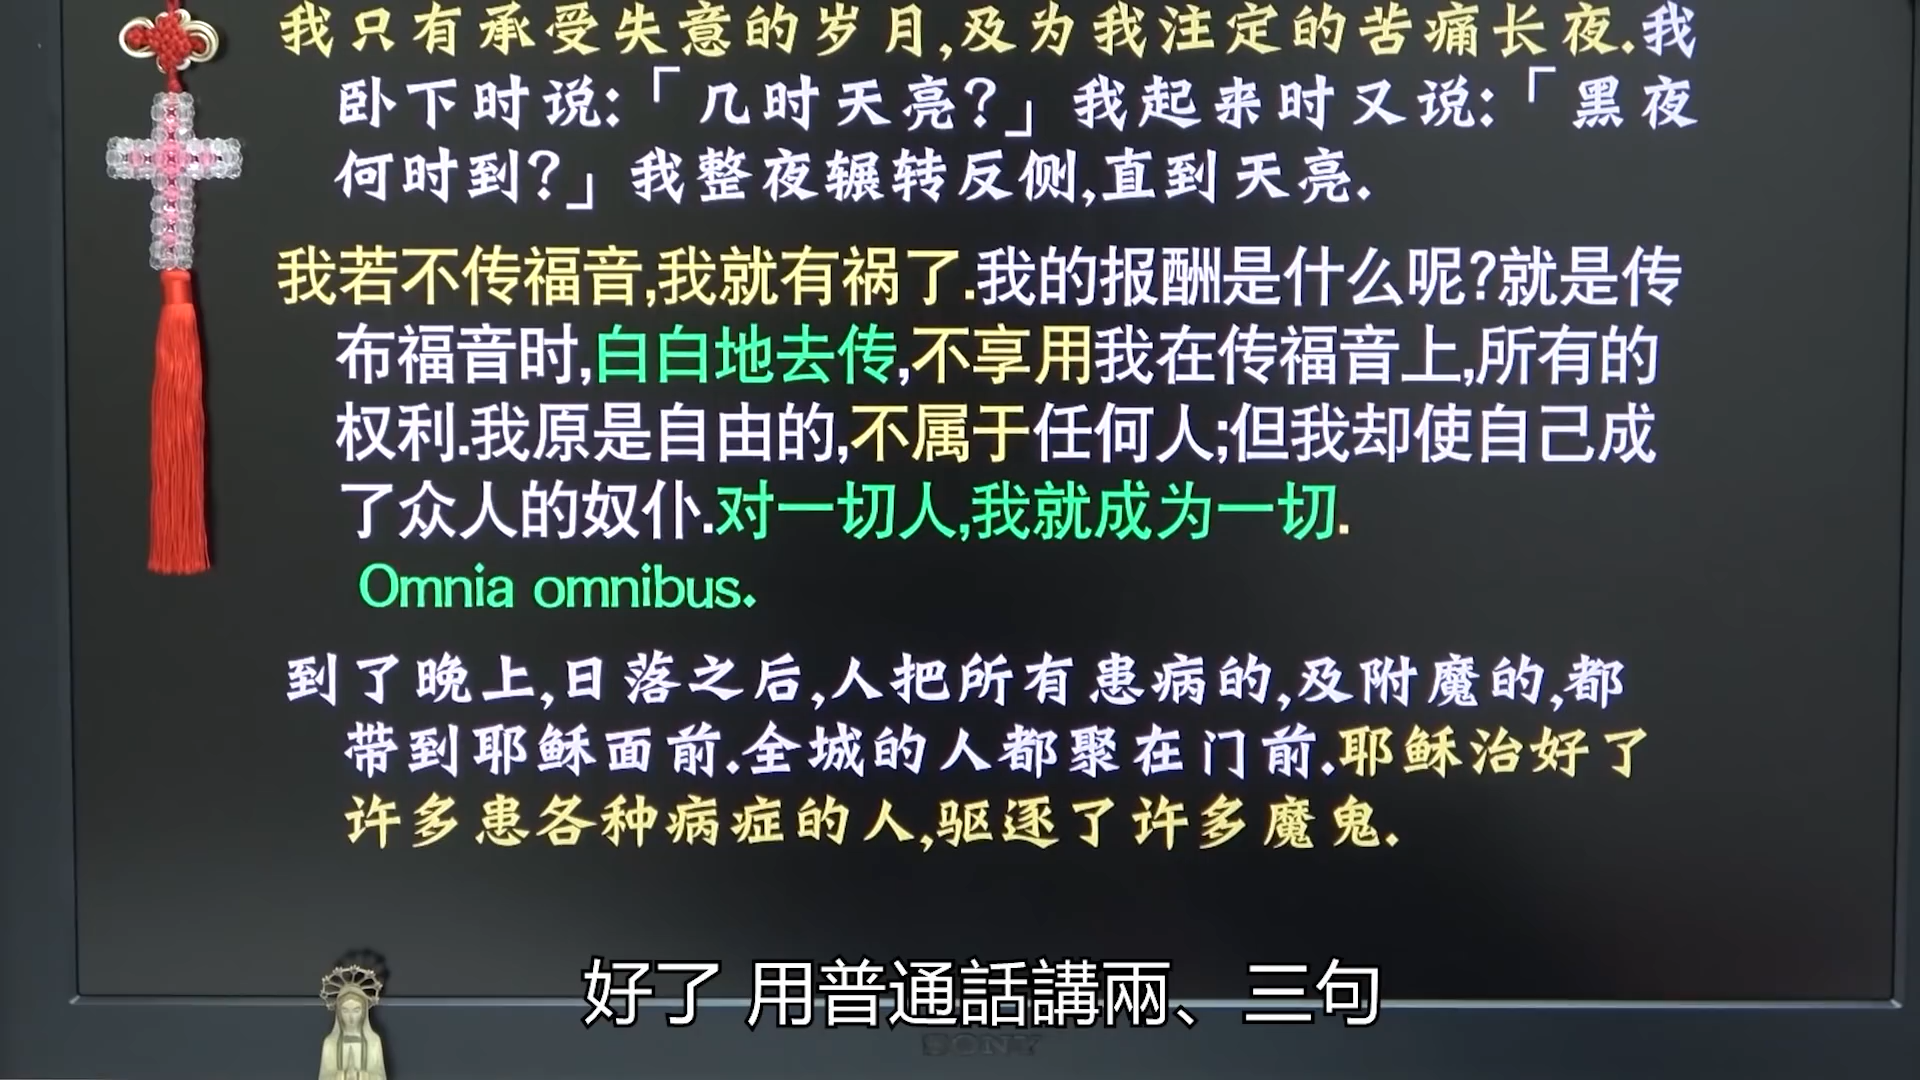 我只有承受失意的岁月,及为我注定的苦痛长夜.我
卧下时说:「几时天亮?」我起来时又说:「黑夜
何时到?」我整夜辗转反侧,直到天亮.
我若不传福音,我就有祸了.我的报酬是什么呢?就是传
布福音时,白白地去传,不享用我在传福音上,所有的
权利.我原是自由的,不属于任何人;但我却使自己成
了众人的奴仆.对一切人,我就成为一切.
Omnia omnibus.
到了晚上,日落之后,人把所有患病的,及附魔的,都
带到耶稣面前.全城的人都聚在门前.耶稣治好了
许多患各种病症的人,驱逐了许多魔鬼.
好了 用普通話講兩、三句
SONY